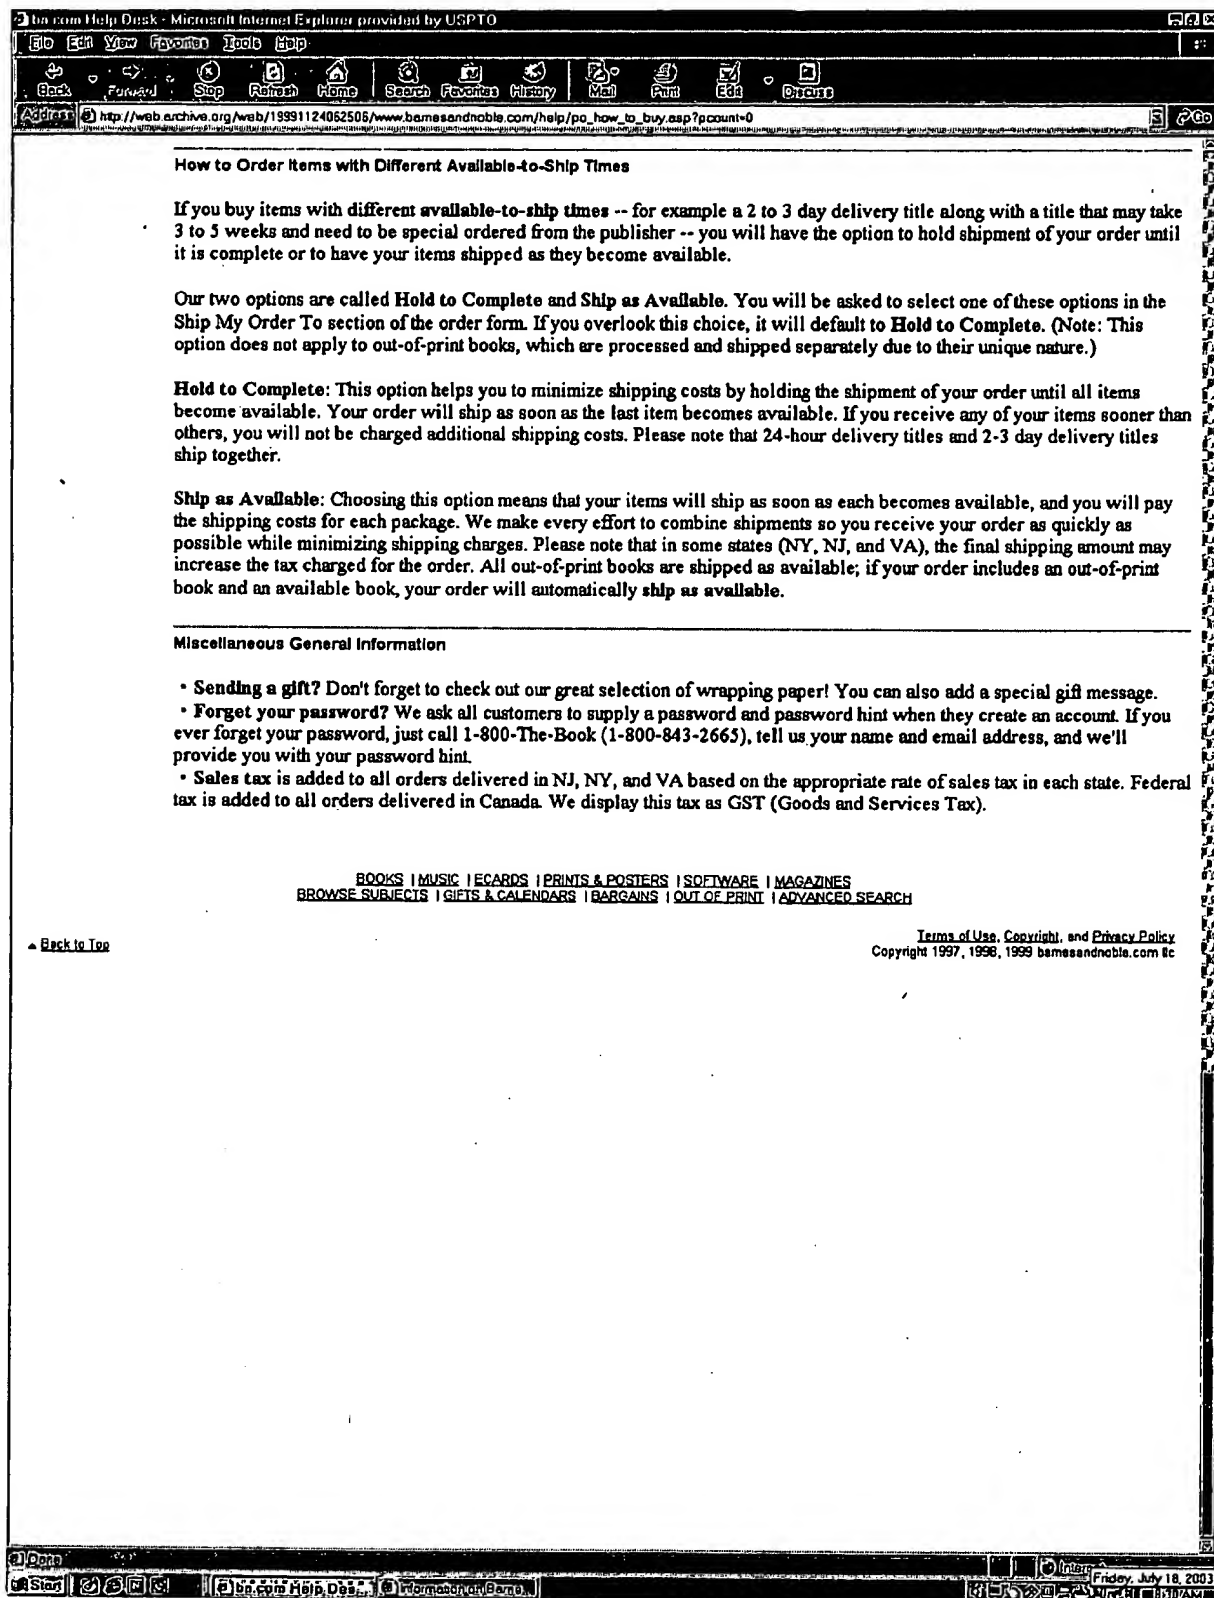 bn.com Help Desk - Microsoft Internet Explorer provided by USPTO
File Edit View Favorites Tools Help
Back Forward Stop Refresh Home Search Favorites History Mail Print Edit Discuss
Address http://web.archive.org/web/19991124062506/www.barnesandnoble.com/help/po_how_to_buy.asp?pcount=0 Go
How to Order Items with Different Available-to-Ship Times
If you buy items with different available-to-ship times -- for example a 2 to 3 day delivery title along with a title that may take
3 to 5 weeks and need to be special ordered from the publisher -- you will have the option to hold shipment of your order until
it is complete or to have your items shipped as they become available.
Our two options are called Hold to Complete and Ship as Available. You will be asked to select one of these options in the
Ship My Order To section of the order form. If you overlook this choice, it will default to Hold to Complete. (Note: This
option does not apply to out-of-print books, which are processed and shipped separately due to their unique nature.)
Hold to Complete: This option helps you to minimize shipping costs by holding the shipment of your order until all items
become available. Your order will ship as soon as the last item becomes available. If you receive any of your items sooner than
others, you will not be charged additional shipping costs. Please note that 24-hour delivery titles and 2-3 day delivery titles
ship together.
Ship as Available: Choosing this option means that your items will ship as soon as each becomes available, and you will pay
the shipping costs for each package. We make every effort to combine shipments so you receive your order as quickly as
possible while minimizing shipping charges. Please note that in some states (NY, NJ, and VA), the final shipping amount may
increase the tax charged for the order. All out-of-print books are shipped as available; if your order includes an out-of-print
book and an available book, your order will automatically ship as available.
Miscellaneous General Information
• Sending a gift? Don't forget to check out our great selection of wrapping paper! You can also add a special gift message.
• Forget your password? We ask all customers to supply a password and password hint when they create an account. If you
ever forget your password, just call 1-800-The-Book (1-800-843-2665), tell us your name and email address, and we'll
provide you with your password hint.
• Sales tax is added to all orders delivered in NJ, NY, and VA based on the appropriate rate of sales tax in each state. Federal
tax is added to all orders delivered in Canada. We display this tax as GST (Goods and Services Tax).
BOOKS | MUSIC | ECARDS | PRINTS & POSTERS | SOFTWARE | MAGAZINES
BROWSE SUBJECTS | GIFTS & CALENDARS | BARGAINS | OUT OF PRINT | ADVANCED SEARCH
Back to Top
Terms of Use, Copyright, and Privacy Policy
Copyright 1997, 1998, 1999 barnesandnoble.com llc
Done
Friday, July 18, 2003
Start bn.com Help Des... Information on Barne... 8:10 AM